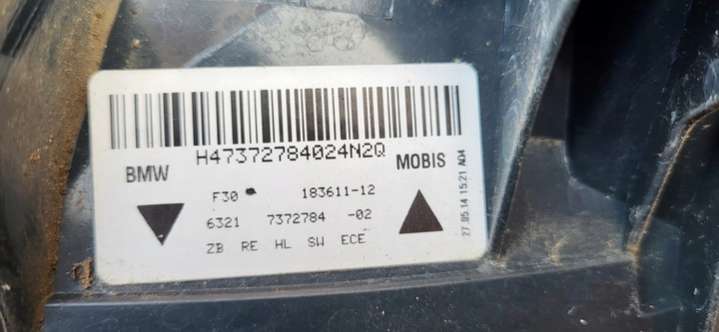 H47372784024N2Q
BMW
MOBIS
F30 183611-12
6321 7372784 -02
ZB RE HL SW ECE
27.05.14 15:21 A04